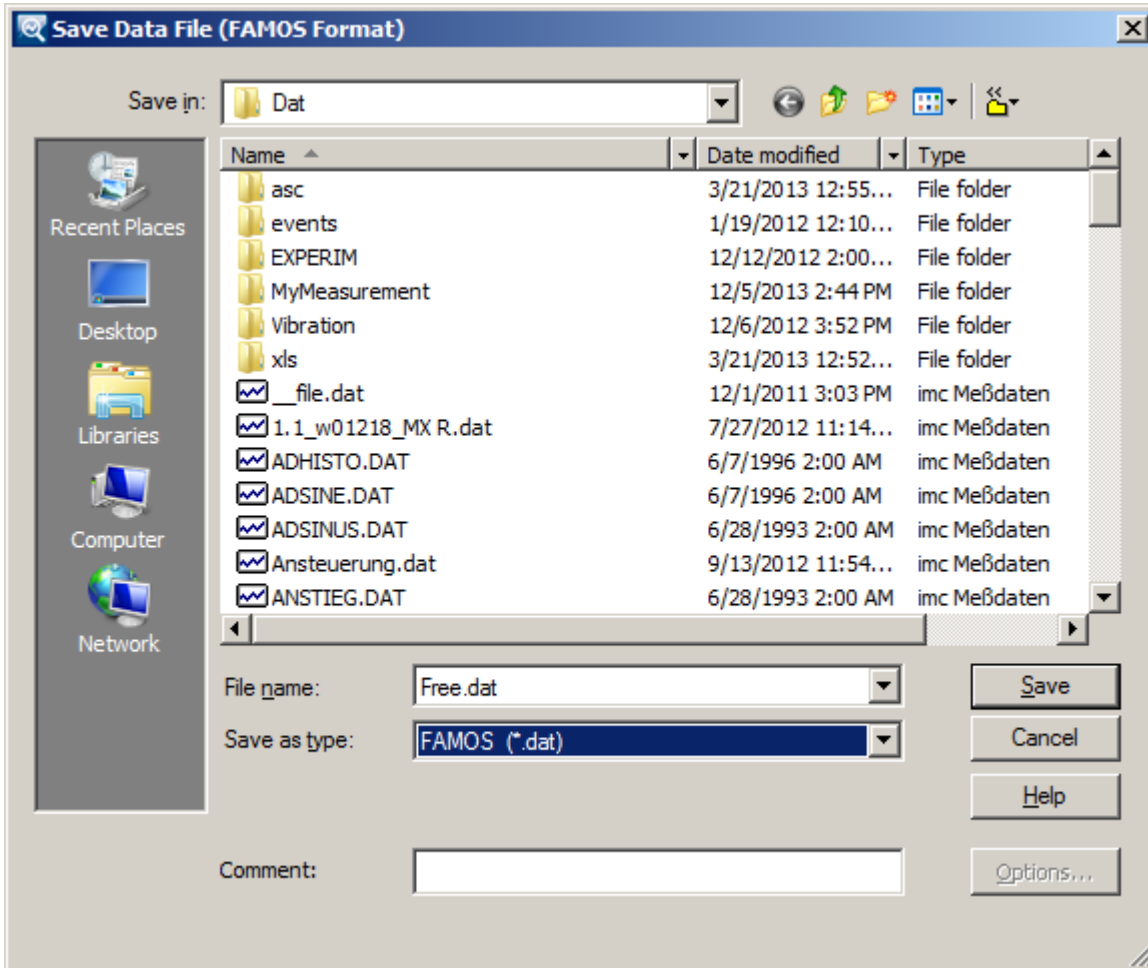 Save Data File (FAMOS Format)
Save in: Dat
Name Date modified Type
asc 3/21/2013 12:55... File folder
events 1/19/2012 12:10... File folder
EXPERIM 12/12/2012 2:00... File folder
MyMeasurement 12/5/2013 2:44 PM File folder
Vibration 12/6/2012 3:52 PM File folder
xls 3/21/2013 12:52... File folder
__file.dat 12/1/2011 3:03 PM imc Meßdaten
1.1_w01218_MX R.dat 7/27/2012 11:14... imc Meßdaten
ADHISTO.DAT 6/7/1996 2:00 AM imc Meßdaten
ADSINE.DAT 6/7/1996 2:00 AM imc Meßdaten
ADSINUS.DAT 6/28/1993 2:00 AM imc Meßdaten
Ansteuerung.dat 9/13/2012 11:54... imc Meßdaten
ANSTIEG.DAT 6/28/1993 2:00 AM imc Meßdaten
Recent Places
Desktop
Libraries
Computer
Network
File name: Free.dat Save
Save as type: FAMOS (*.dat) Cancel
Help
Comment: Options...